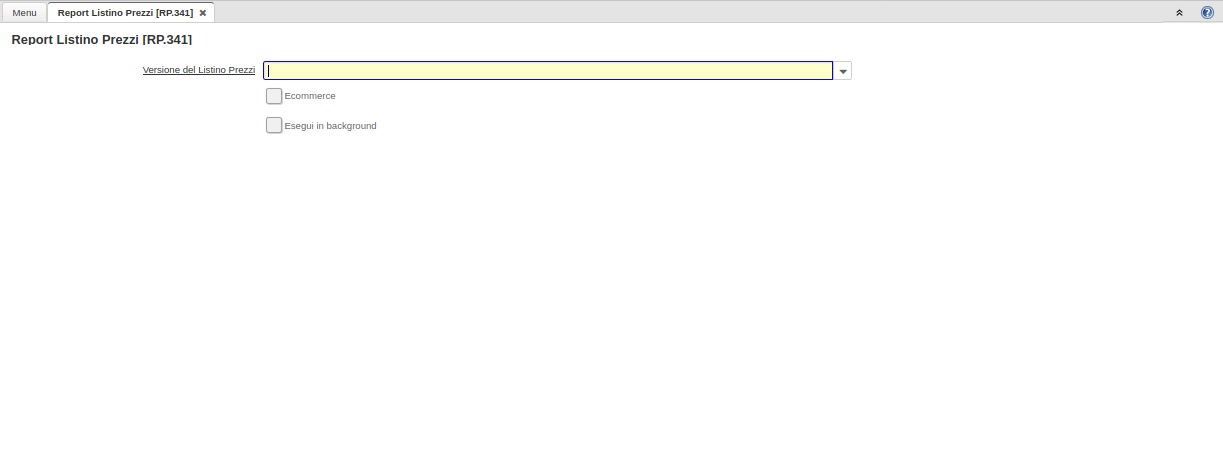 Menu
Report Listino Prezzi [RP.341]
Report Listino Prezzi [RP.341]
Versione del Listino Prezzi
Ecommerce
Esegui in background